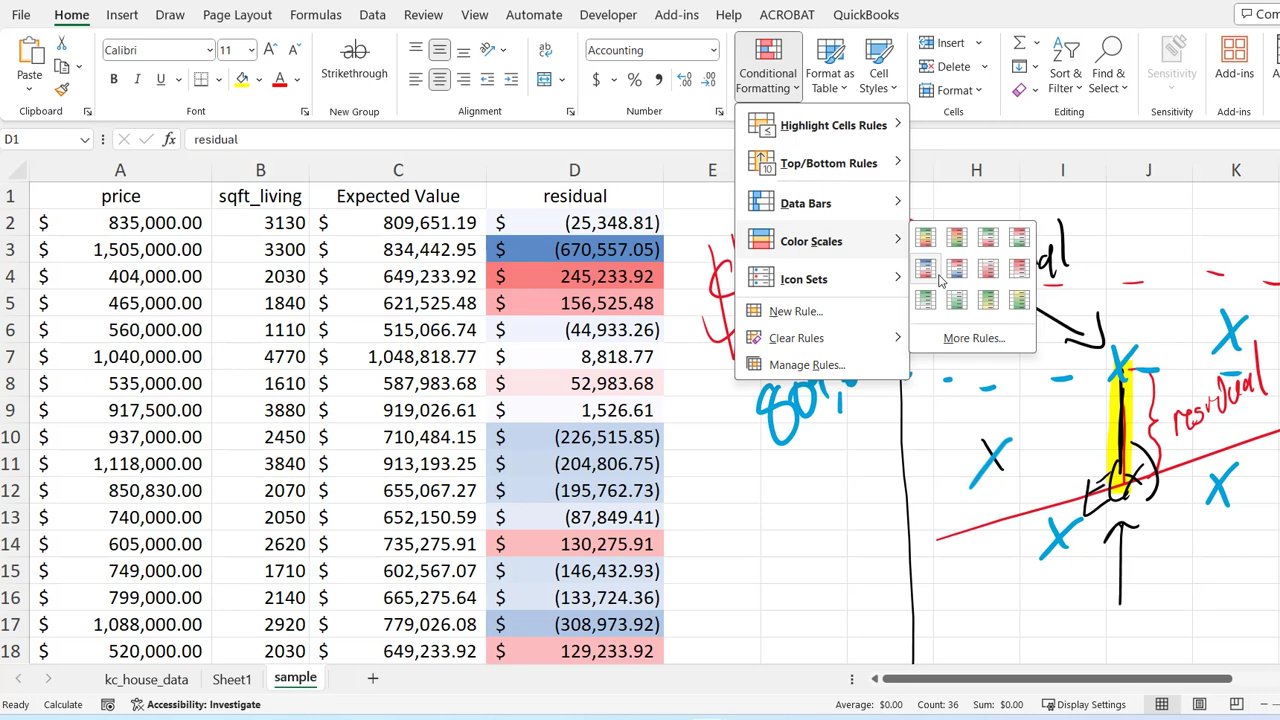 File Home Insert Draw Page Layout Formulas Data Review View Automate Developer Add-ins Help ACROBAT QuickBooks
Calibri 11 Accounting
Paste Strikethrough Conditional Formatting Format as Table Cell Styles Insert Delete Format Sort & Filter Find & Select Sensitivity Add-ins
Clipboard Font New Group Alignment Number Cells Editing Sensitivity Add-ins
Highlight Cells Rules
Top/Bottom Rules
Data Bars
Color Scales
Icon Sets
New Rule...
Clear Rules
Manage Rules...
More Rules...
D1 fx residual
A B C D E H I J K
1 price sqft_living Expected Value residual
2 $ 835,000.00 3130 $ 809,651.19 $ (25,348.81)
3 $ 1,505,000.00 3300 $ 834,442.95 $ (670,557.05)
4 $ 404,000.00 2030 $ 649,233.92 $ 245,233.92
5 $ 465,000.00 1840 $ 621,525.48 $ 156,525.48
6 $ 560,000.00 1110 $ 515,066.74 $ (44,933.26)
7 $ 1,040,000.00 4770 $ 1,048,818.77 $ 8,818.77
8 $ 535,000.00 1610 $ 587,983.68 $ 52,983.68
9 $ 917,500.00 3880 $ 919,026.61 $ 1,526.61
10 $ 937,000.00 2450 $ 710,484.15 $ (226,515.85)
11 $ 1,118,000.00 3840 $ 913,193.25 $ (204,806.75)
12 $ 850,830.00 2070 $ 655,067.27 $ (195,762.73)
13 $ 740,000.00 2050 $ 652,150.59 $ (87,849.41)
14 $ 605,000.00 2620 $ 735,275.91 $ 130,275.91
15 $ 749,000.00 1710 $ 602,567.07 $ (146,432.93)
16 $ 799,000.00 2140 $ 665,275.64 $ (133,724.36)
17 $ 1,088,000.00 2920 $ 779,026.08 $ (308,973.92)
18 $ 520,000.00 2030 $ 649,233.92 $ 129,233.92
residual
kc_house_data Sheet1 sample
Ready Calculate Accessibility: Investigate Average: $0.00 Count: 36 Sum: $0.00 Display Settings